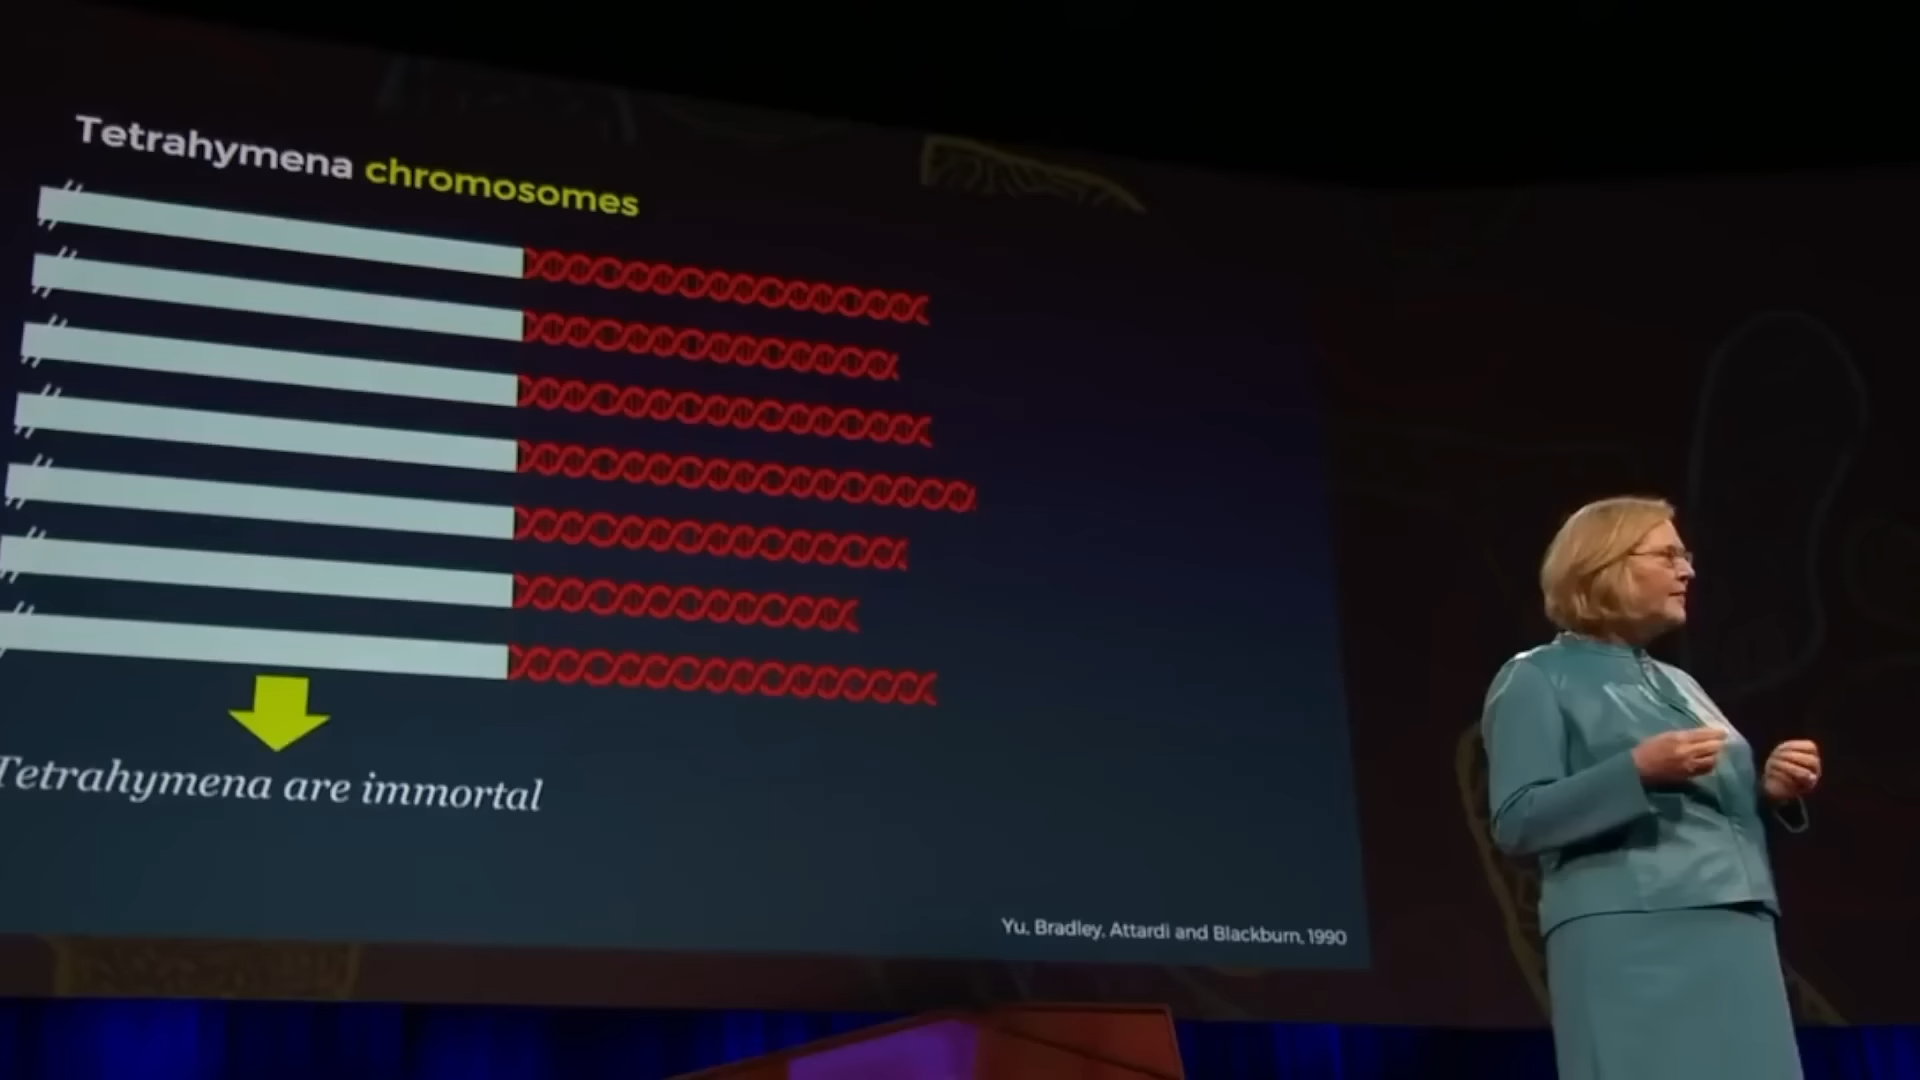 Tetrahymena chromosomes
Tetrahymena are immortal
Yu, Bradley, Attardi and Blackburn, 1990